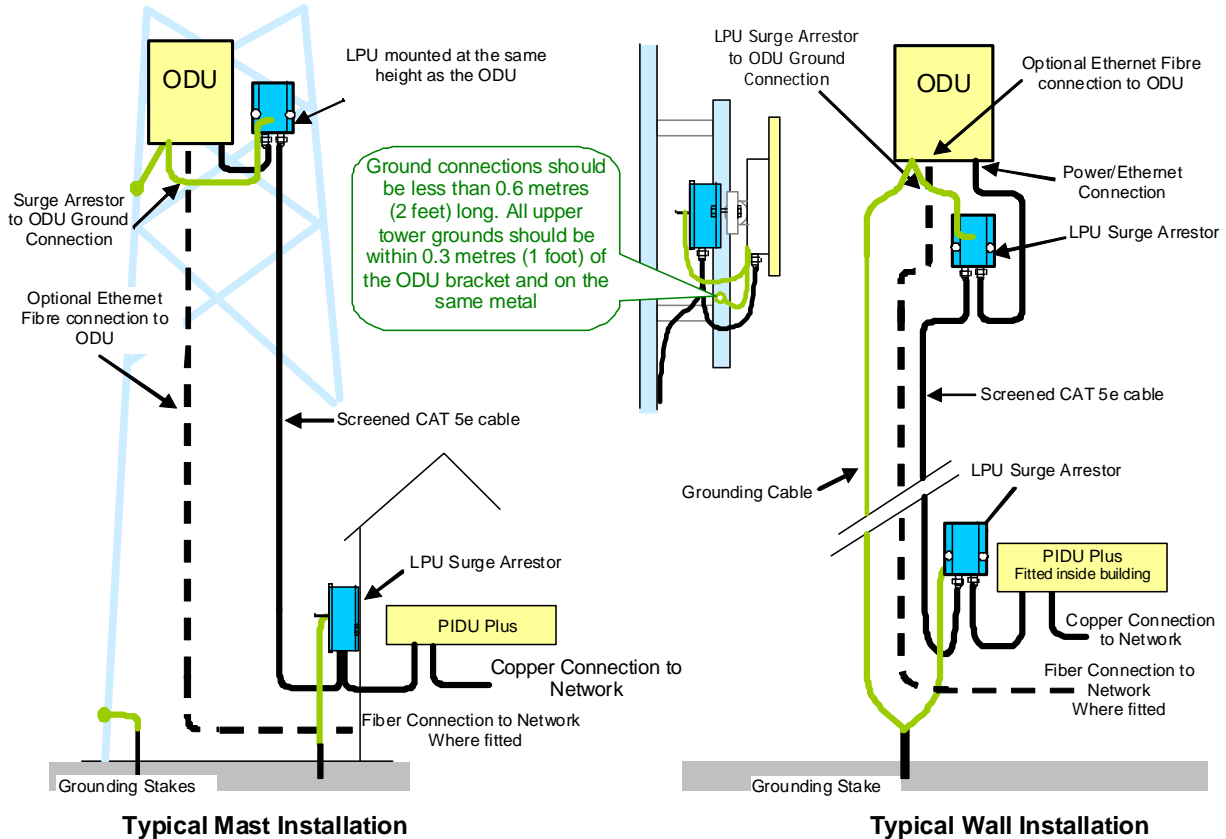 ODU
LPU mounted at the same
height as the ODU
Surge Arrestor
to ODU Ground
Connection
Optional Ethernet
Fibre connection to
ODU
Screened CAT 5e cable
LPU Surge Arrestor
PIDU Plus
Copper Connection to
Network
Fiber Connection to Network
Where fitted
Grounding Stakes
Typical Mast Installation
Ground connections should
be less than 0.6 metres
(2 feet) long. All upper
tower grounds should be
within 0.3 metres (1 foot) of
the ODU bracket and on the
same metal
LPU Surge Arrestor
to ODU Ground
Connection
ODU
Optional Ethernet Fibre
connection to ODU
Power/Ethernet
Connection
LPU Surge Arrestor
Screened CAT 5e cable
Grounding Cable
LPU Surge Arrestor
PIDU Plus
Fitted inside building
Copper Connection
to Network
Fiber Connection to
Network
Where fitted
Grounding Stake
Typical Wall Installation